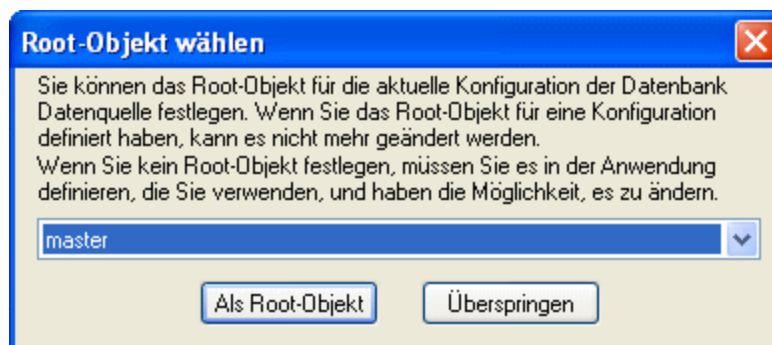 Root-Objekt wählen
Sie können das Root-Objekt für die aktuelle Konfiguration der Datenbank
Datenquelle festlegen. Wenn Sie das Root-Objekt für eine Konfiguration
definiert haben, kann es nicht mehr geändert werden.
Wenn Sie kein Root-Objekt festlegen, müssen Sie es in der Anwendung
definieren, die Sie verwenden, und haben die Möglichkeit, es zu ändern.
master
Als Root-Objekt Überspringen